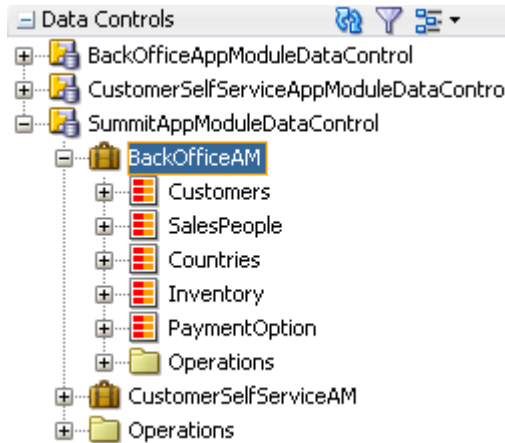 Data Controls
BackOfficeAppModuleDataControl
CustomerSelfServiceAppModuleDataContro
SummitAppModuleDataControl
BackOfficeAM
Customers
SalesPeople
Countries
Inventory
PaymentOption
Operations
CustomerSelfServiceAM
Operations